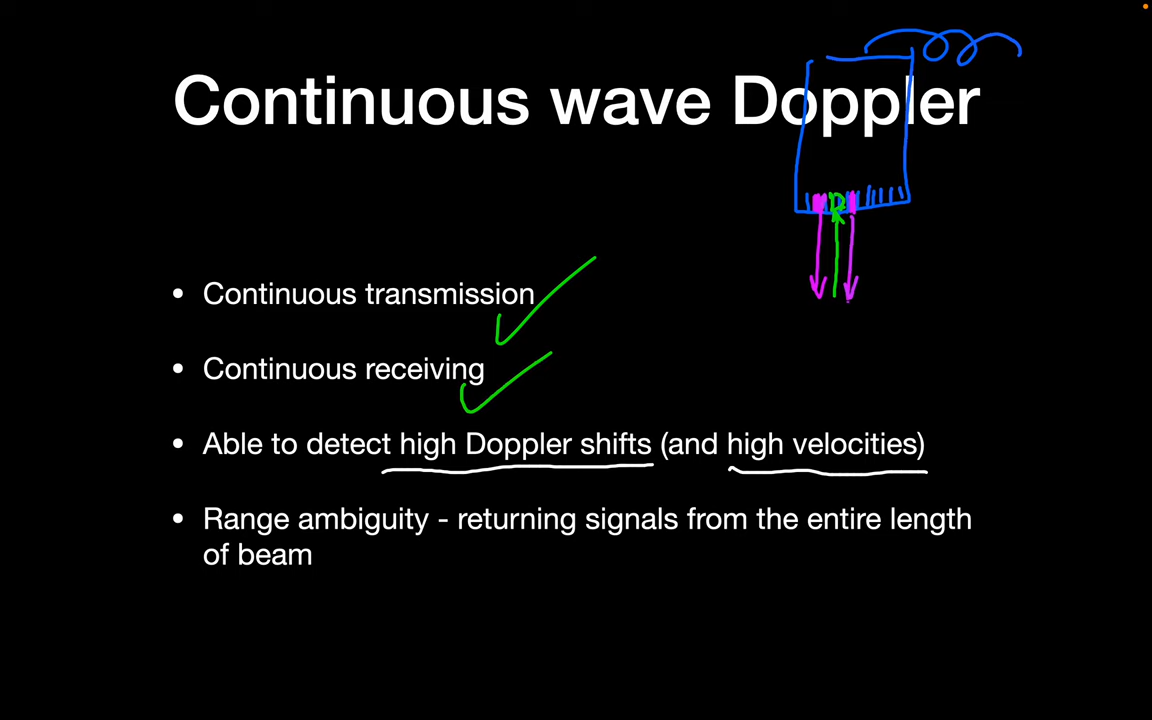 Continuous wave Doppler
R
• Continuous transmission
• Continuous receiving
• Able to detect high Doppler shifts (and high velocities)
• Range ambiguity - returning signals from the entire length
of beam